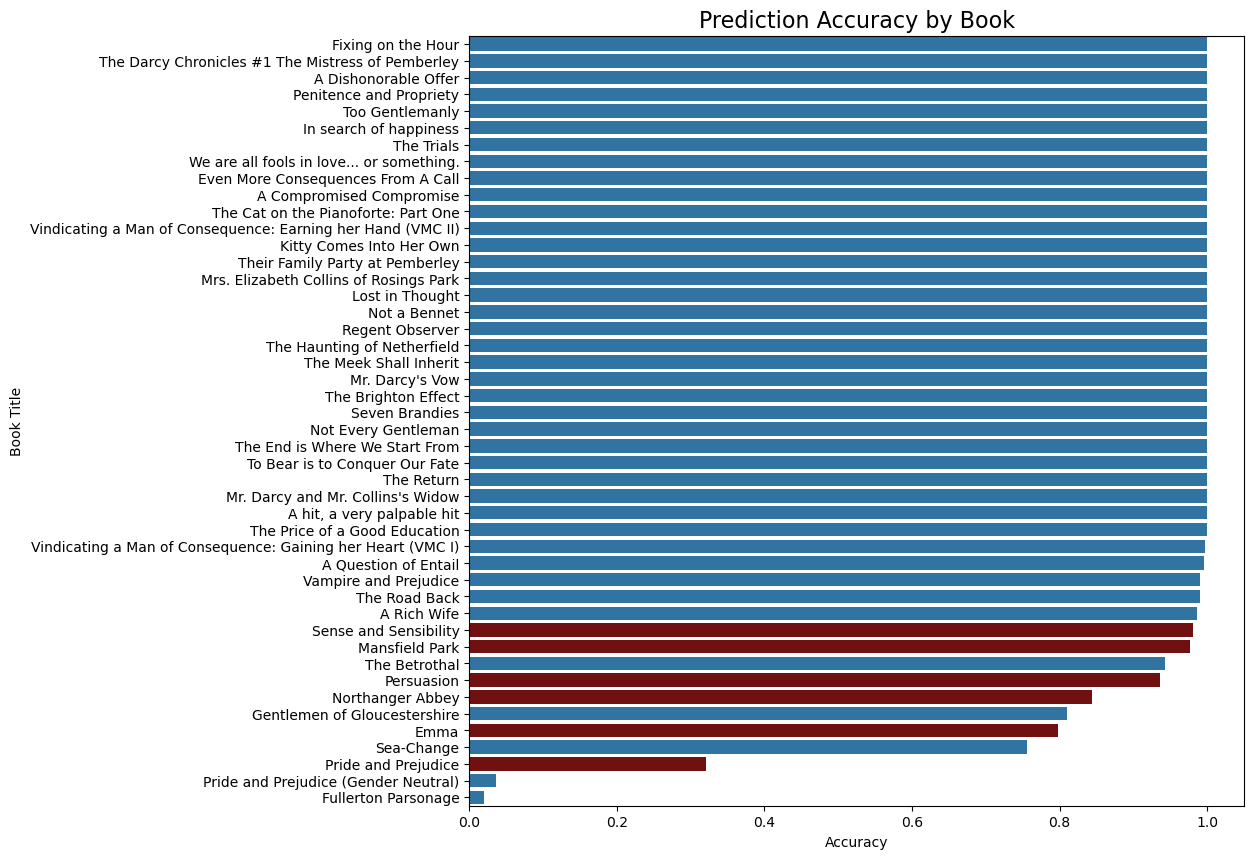 Prediction Accuracy by Book
Fixing on the Hour
The Darcy Chronicles #1 The Mistress of Pemberley
A Dishonorable Offer
Penitence and Propriety
Too Gentlemanly
In search of happiness
The Trials
We are all fools in love... or something.
Even More Consequences From A Call
A Compromised Compromise
The Cat on the Pianoforte: Part One
Vindicating a Man of Consequence: Earning her Hand (VMC II)
Kitty Comes Into Her Own
Their Family Party at Pemberley
Mrs. Elizabeth Collins of Rosings Park
Lost in Thought
Not a Bennet
Regent Observer
The Haunting of Netherfield
The Meek Shall Inherit
Mr. Darcy's Vow
The Brighton Effect
Seven Brandies
Not Every Gentleman
The End is Where We Start From
To Bear is to Conquer Our Fate
The Return
Mr. Darcy and Mr. Collins's Widow
A hit, a very palpable hit
The Price of a Good Education
Vindicating a Man of Consequence: Gaining her Heart (VMC I)
A Question of Entail
Vampire and Prejudice
The Road Back
A Rich Wife
Sense and Sensibility
Mansfield Park
The Betrothal
Persuasion
Northanger Abbey
Gentlemen of Gloucestershire
Emma
Sea-Change
Pride and Prejudice
Pride and Prejudice (Gender Neutral)
Fullerton Parsonage
Book Title
0.0 0.2 0.4 0.6 0.8 1.0
Accuracy